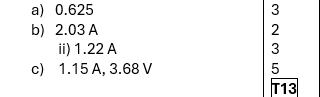 a) 0.625 3
b) 2.03 A 2
ii) 1.22 A 3
c) 1.15 A, 3.68 V 5
T13